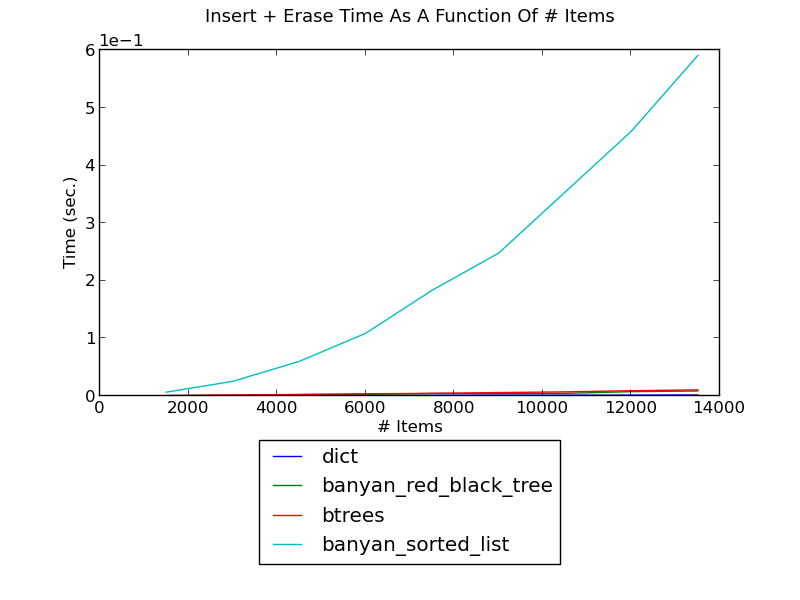 Insert + Erase Time As A Function Of # Items
1e−1
6
5
4
3
2
1
0
Time (sec.)
0 2000 4000 6000 8000 10000 12000 14000
# Items
dict
banyan_red_black_tree
btrees
banyan_sorted_list